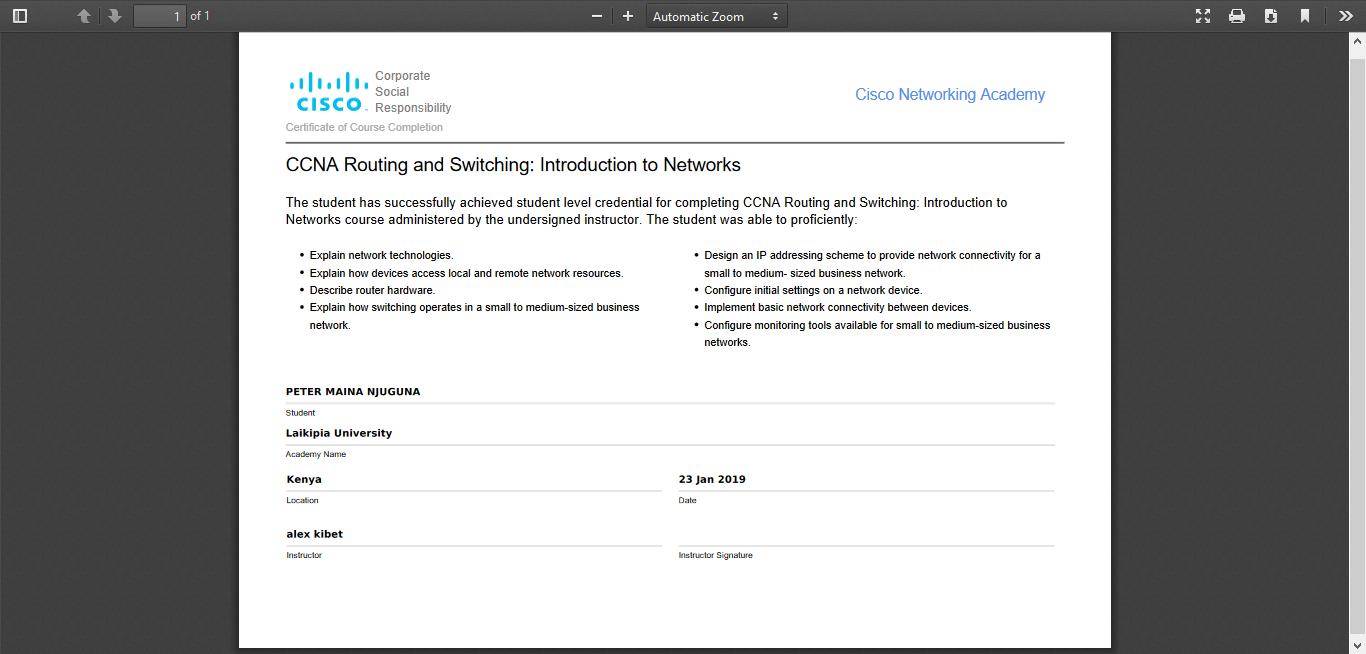 1 of 1
Automatic Zoom
Corporate
Social
Responsibility
CISCO
Cisco Networking Academy
Certificate of Course Completion
CCNA Routing and Switching: Introduction to Networks
The student has successfully achieved student level credential for completing CCNA Routing and Switching: Introduction to
Networks course administered by the undersigned instructor. The student was able to proficiently:
• Explain network technologies.
• Explain how devices access local and remote network resources.
• Describe router hardware.
• Explain how switching operates in a small to medium-sized business
network.
• Design an IP addressing scheme to provide network connectivity for a
small to medium- sized business network.
• Configure initial settings on a network device.
• Implement basic network connectivity between devices.
• Configure monitoring tools available for small to medium-sized business
networks.
PETER MAINA NJUGUNA
Student
Laikipia University
Academy Name
Kenya
Location
23 Jan 2019
Date
alex kibet
Instructor
Instructor Signature